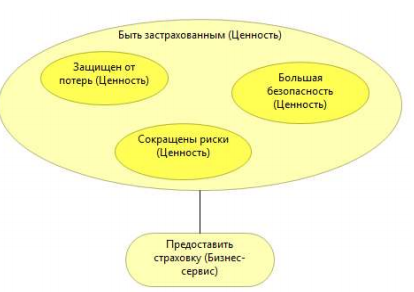 Быть застрахованным (Ценность)
Защищен от
потерь (Ценность)
Большая
безопасность
(Ценность)
Сокращены риски
(Ценность)
Предоставить
страховку (Бизнес-
сервис)